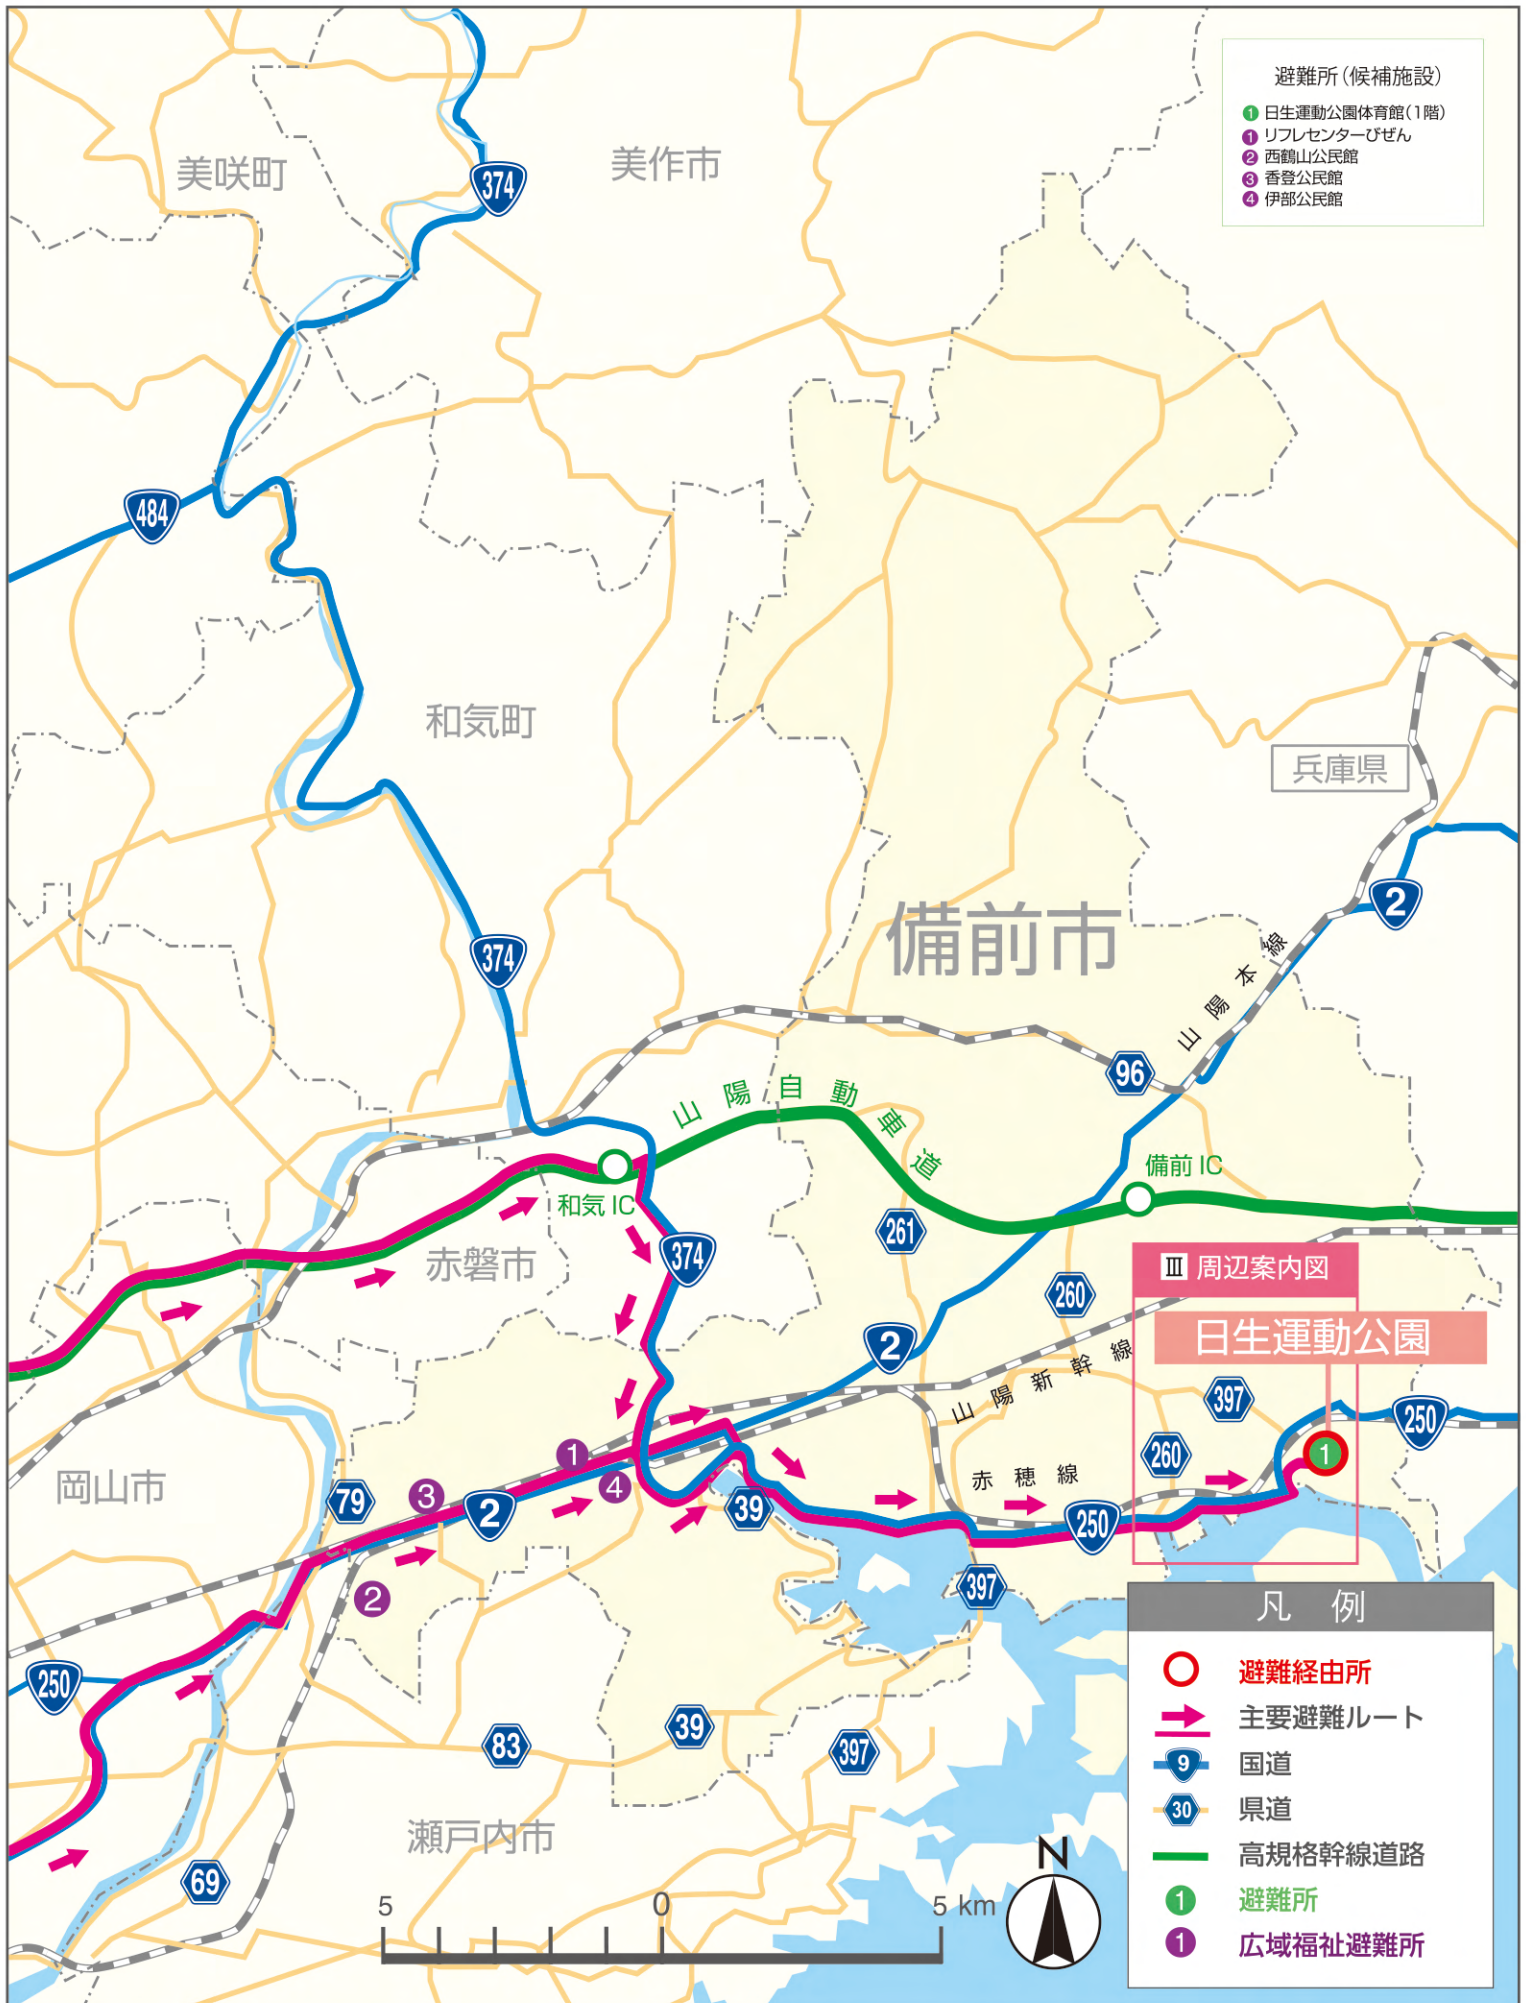 避難所(候補施設)
1 日生運動公園体育館(1階)
1 リフレセンターびぜん
2 西鶴山公民館
3 香登公民館
4 伊部公民館
美咲町
美作市
374
484
和気町
兵庫県
374
備前市
2
山陽本線
96
山陽自動車道
備前 IC
和気 IC
261
374
赤磐市
260
Ⅲ 周辺案内図
日生運動公園
2
山陽新幹線
397
250
岡山市
1
260
1
赤穂線
79
3
2
4
39
250
2
397
凡 例
避難経由所
主要避難ルート
9 国道
30 県道
高規格幹線道路
1 避難所
1 広域福祉避難所
250
83
39
397
瀬戸内市
69
N
5 0 5 km